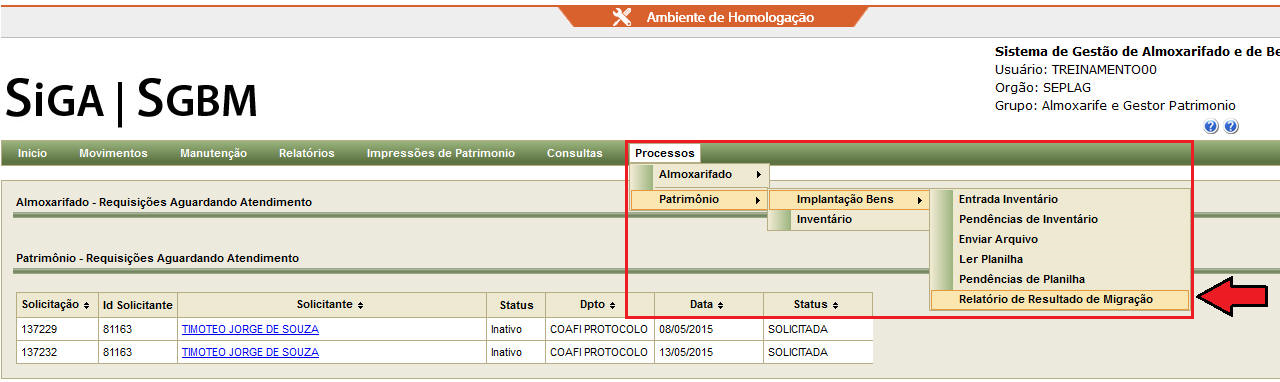 Ambiente de Homologação
Sistema de Gestão de Almoxarifado e de Be
Usuário: TREINAMENTO00
Orgão: SEPLAG
Grupo: Almoxarife e Gestor Patrimonio
SIGA | SGBM
? ?
Inicio Movimentos Manutenção Relatórios Impressões de Patrimonio Consultas Processos
Almoxarifado
Patrimônio
Implantação Bens
Inventário
Entrada Inventário
Pendências de Inventário
Enviar Arquivo
Ler Planilha
Pendências de Planilha
Relatório de Resultado de Migração
Almoxarifado - Requisições Aguardando Atendimento
Patrimônio - Requisições Aguardando Atendimento
Solicitação Id Solicitante Solicitante Status Dpto Data Status
137229 81163 TIMOTEO JORGE DE SOUZA Inativo COAFI PROTOCOLO 08/05/2015 SOLICITADA
137232 81163 TIMOTEO JORGE DE SOUZA Inativo COAFI PROTOCOLO 13/05/2015 SOLICITADA